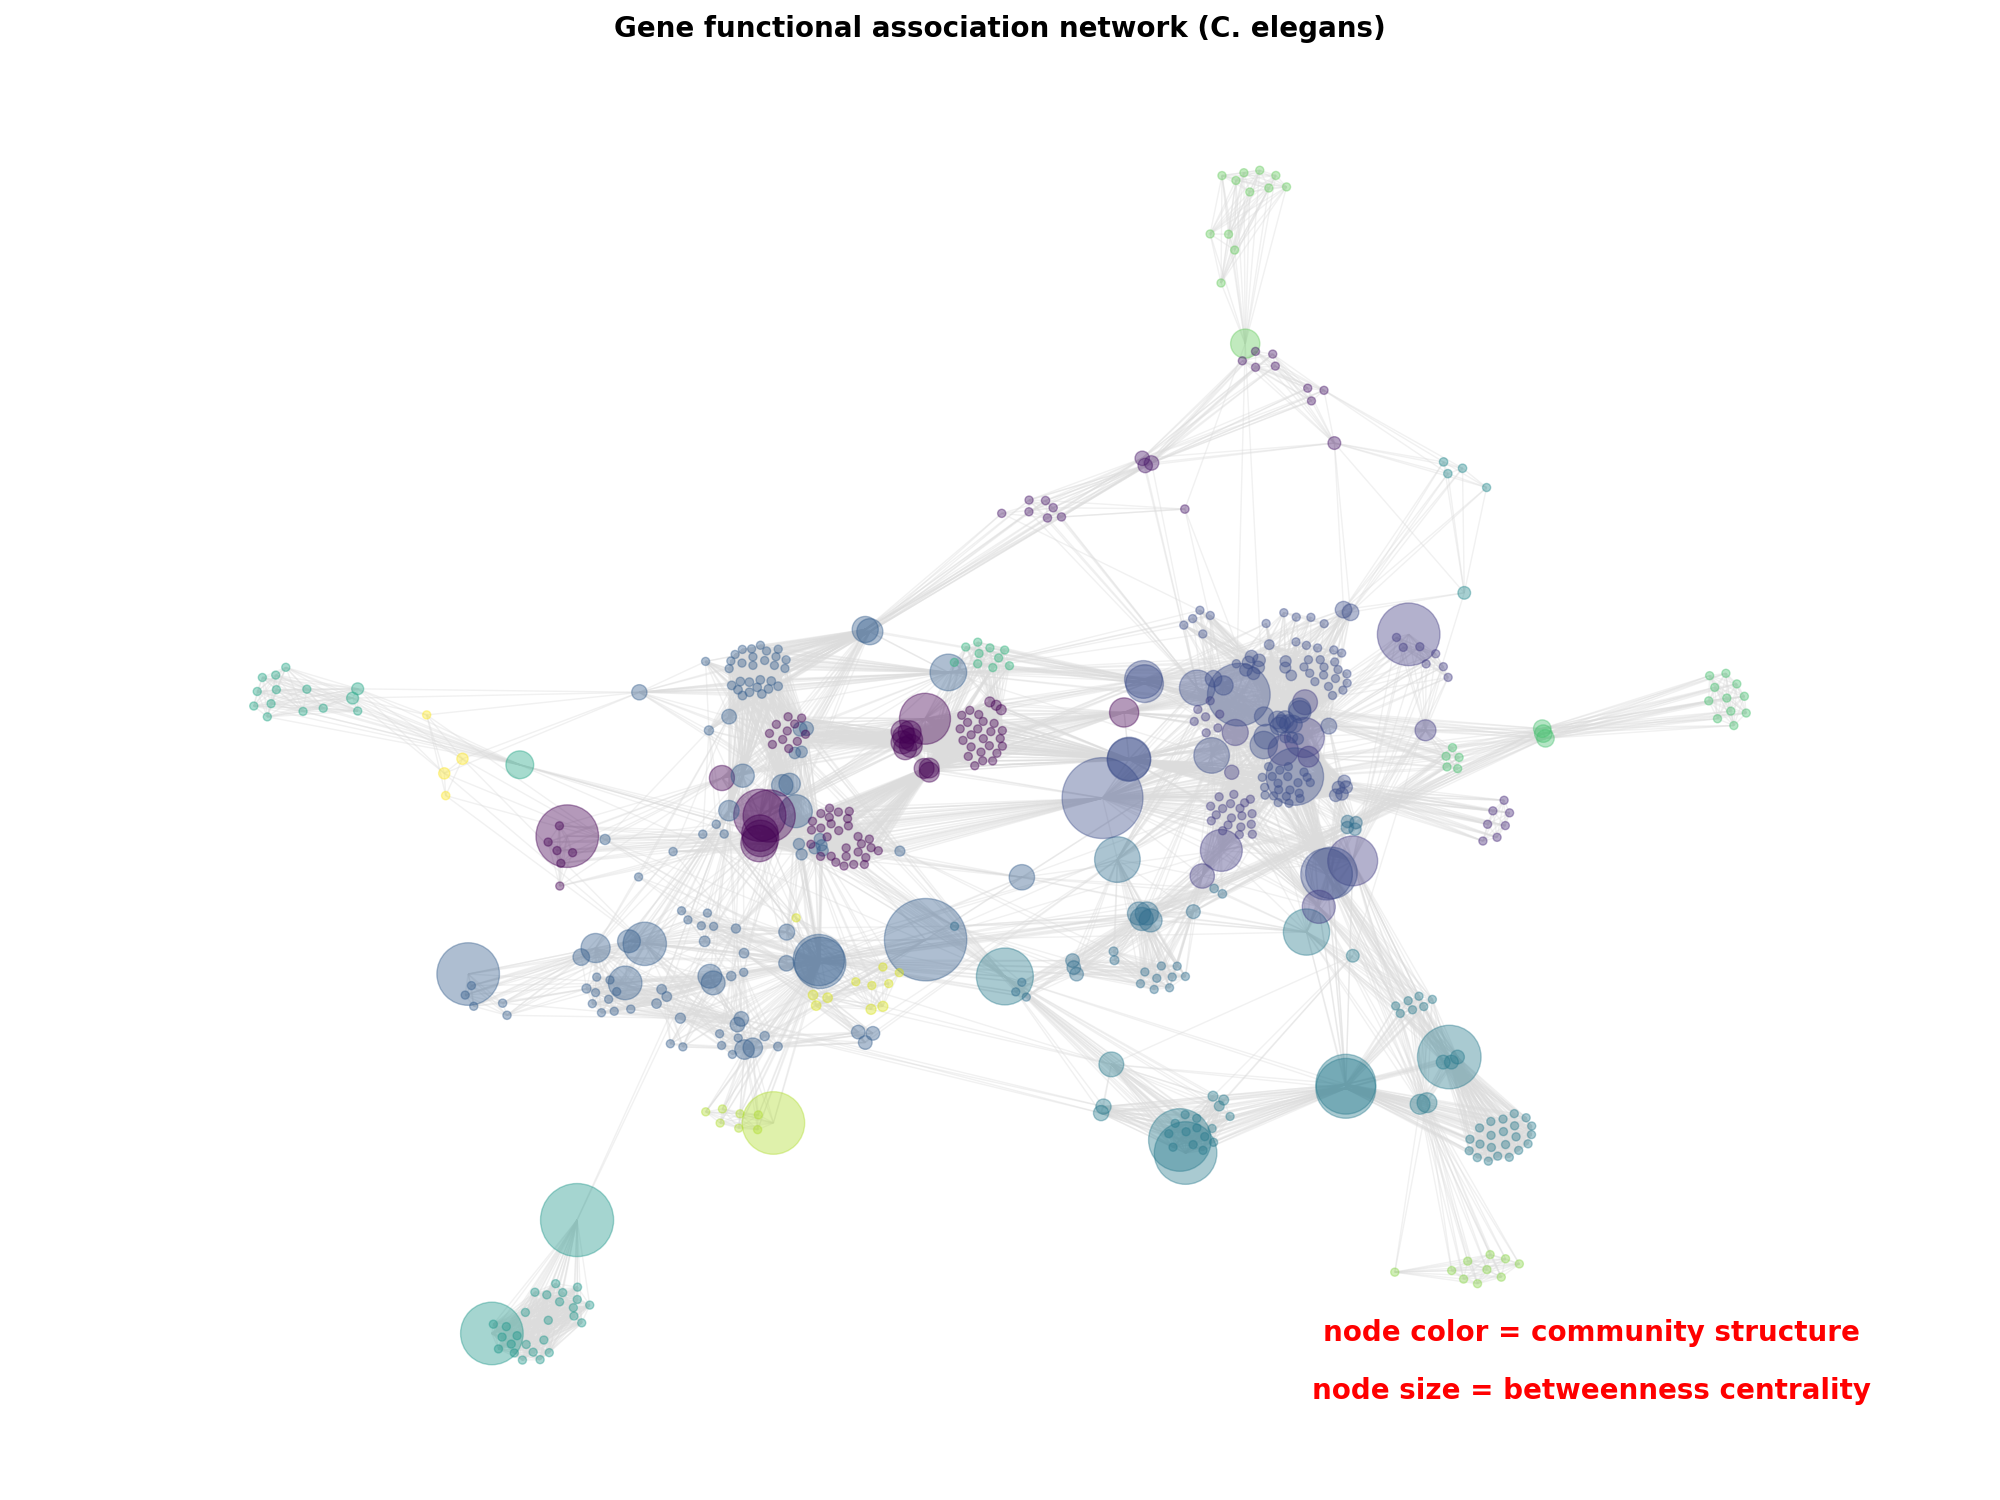 Gene functional association network (C. elegans)
node color = community structure
node size = betweenness centrality